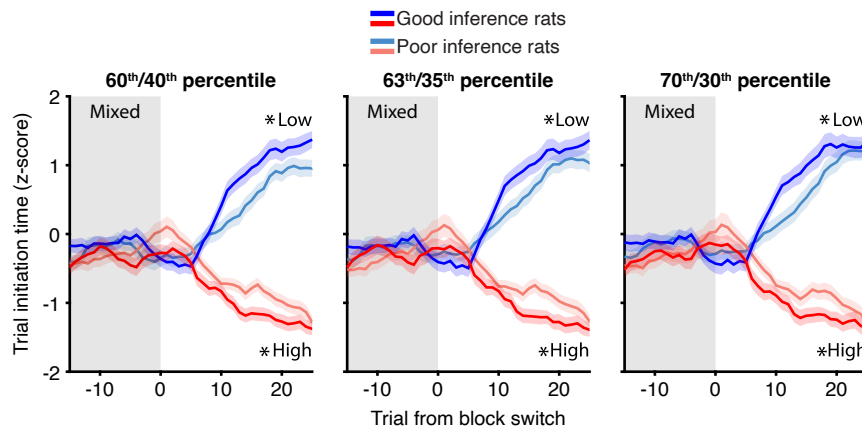 Good inference rats
Poor inference rats
60th/40th percentile
63th/35th percentile
70th/30th percentile
Trial initiation time (z-score)
2
1
0
-1
-2
Mixed
*Low
*High
-10 0 10 20
Mixed
*Low
*High
-10 0 10 20
Mixed
*Low
*High
-10 0 10 20
Trial from block switch